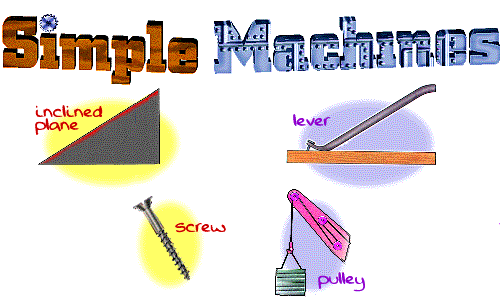 Simple Machines
inclined
plane
lever
screw
pulley